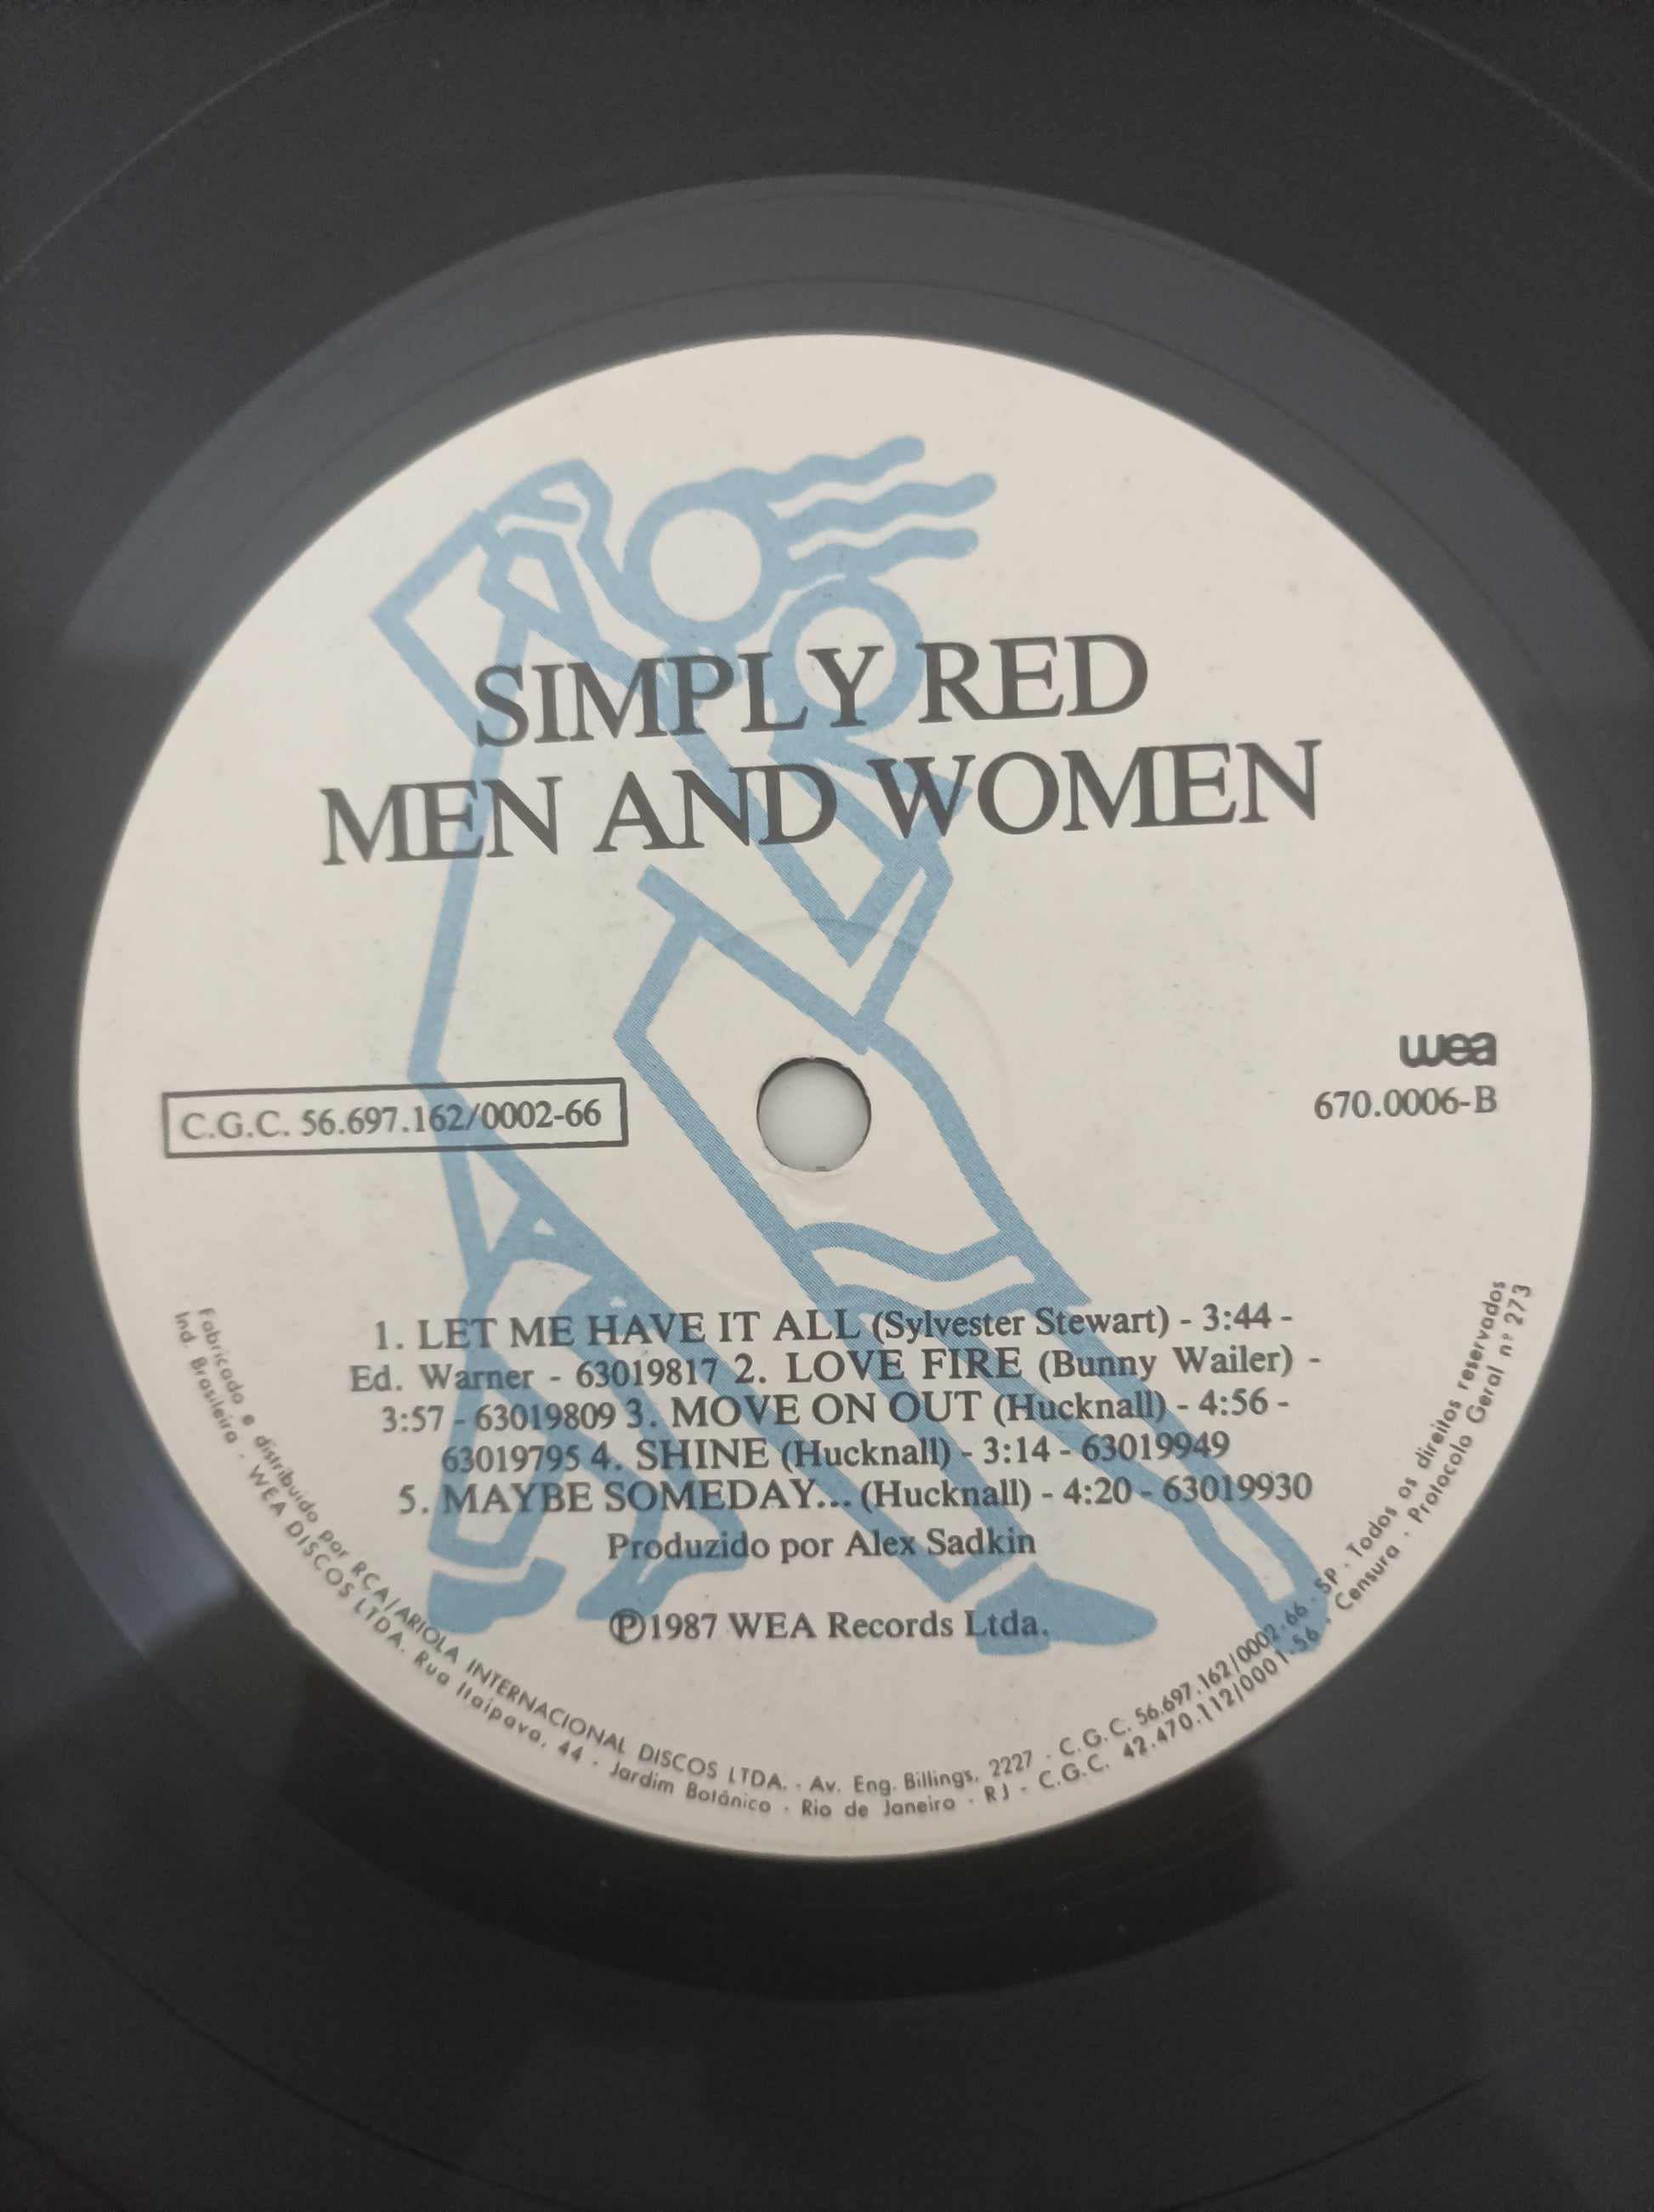 SIMPLY RED
MEN AND WOMEN
wea
C.G.C. 56.697.162/0002-66
670.0006-B
1. LET ME HAVE IT ALL (Sylvester Stewart) - 3:44 -
Ed. Warner - 63019817 2. LOVE FIRE (Bunny Wailer) -
3:57 - 63019809 3. MOVE ON OUT (Hucknall) - 4:56 -
63019795 4. SHINE (Hucknall) - 3:14 - 63019949
5. MAYBE SOMEDAY... (Hucknall) - 4:20 - 63019930
Produzido por Alex Sadkin
℗1987 WEA Records Ltda.
Fabricado e distribuído por RCA/ARIOLA INTERNACIONAL DISCOS LTDA. - Av. Eng. Billings, 2227 - C.G.C. 56.697.162/0002-66 - SP - Todos os direitos reservados
Ind. Brasileira - WEA DISCOS LTDA. Rua Itaipava, 44 - Jardim Botânico - Rio de Janeiro - RJ - C.G.C. 42.470.112/0001-56 - Censura - Protocolo Geral nº 273